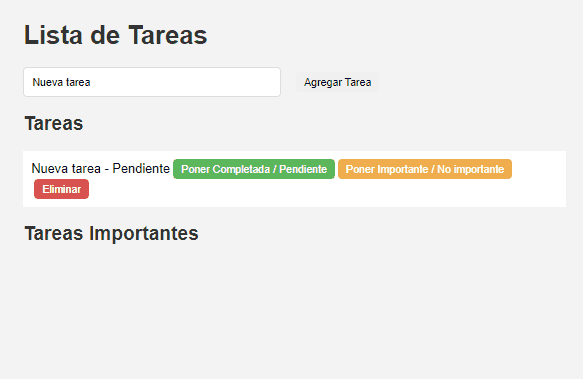 Lista de Tareas
Nueva tarea Agregar Tarea
Tareas
Nueva tarea - Pendiente Poner Completada / Pendiente Poner Importante / No importante
Eliminar
Tareas Importantes